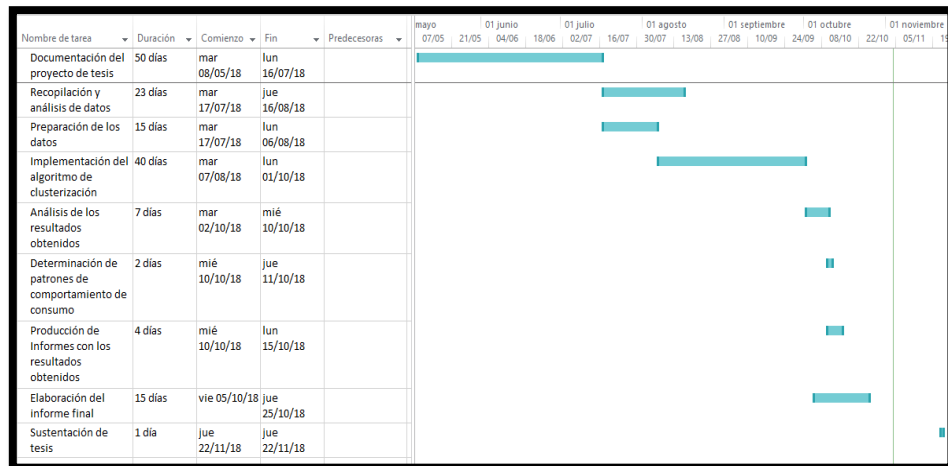 mayo 01 junio 01 julio 01 agosto 01 septiembre 01 octubre 01 noviembre
Nombre de tarea Duración Comienzo Fin Predecesoras 07/05 21/05 04/06 18/06 02/07 16/07 30/07 13/08 27/08 10/09 24/09 08/10 22/10 05/11 19
Documentación del 50 días mar lun
proyecto de tesis 08/05/18 16/07/18
Recopilación y 23 días mar jue
análisis de datos 17/07/18 16/08/18
Preparación de los 15 días mar lun
datos 17/07/18 06/08/18
Implementación del 40 días mar lun
algoritmo de 07/08/18 01/10/18
clusterización
Análisis de los 7 días mar mié
resultados 02/10/18 10/10/18
obtenidos
Determinación de 2 días mié jue
patrones de 10/10/18 11/10/18
comportamiento de
consumo
Producción de 4 días mié lun
Informes con los 10/10/18 15/10/18
resultados
obtenidos
Elaboración del 15 días vie 05/10/18 jue
informe final 25/10/18
Sustentación de 1 día jue jue
tesis 22/11/18 22/11/18